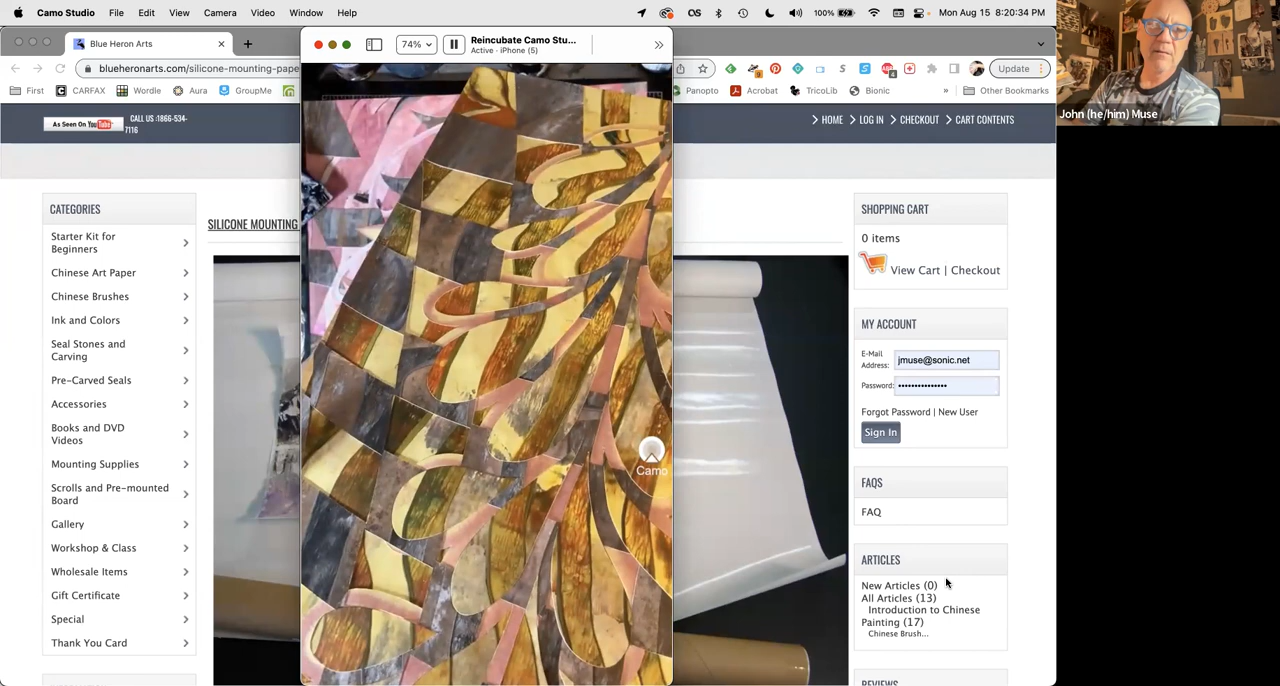 Camo Studio File Edit View Camera Video Window Help
100% Mon Aug 15 8:20:34 PM
Blue Heron Arts
74%
Reincubate Camo Stu...
Active · iPhone (5)
blueheronarts.com/silicone-mounting-pape
Update
First CARFAX Wordle Aura GroupMe
Panopto Acrobat TricoLib Bionic » Other Bookmarks
As Seen On YouTube
CALL US :1866-534-
7116
HOME LOG IN CHECKOUT CART CONTENTS
John (he/him) Muse
CATEGORIES
Starter Kit for
Beginners
Chinese Art Paper
Chinese Brushes
Ink and Colors
Seal Stones and
Carving
Pre-Carved Seals
Accessories
Books and DVD
Videos
Mounting Supplies
Scrolls and Pre-mounted
Board
Gallery
Workshop & Class
Wholesale Items
Gift Certificate
Special
Thank You Card
SILICONE MOUNTING
Camo
SHOPPING CART
0 items
View Cart | Checkout
MY ACCOUNT
E-Mail
Address:
jmuse@sonic.net
Password:
Forgot Password | New User
Sign In
FAQS
FAQ
ARTICLES
New Articles (0)
All Articles (13)
Introduction to Chinese
Painting (17)
Chinese Brush...
REVIEWS